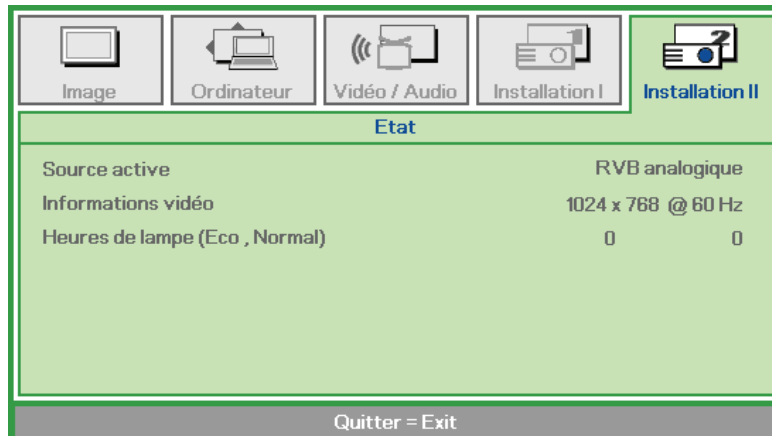 Image
Ordinateur
Vidéo / Audio
Installation I
Installation II
Etat
Source active RVB analogique
Informations vidéo 1024 x 768 @ 60 Hz
Heures de lampe (Eco , Normal) 0 0
Quitter = Exit